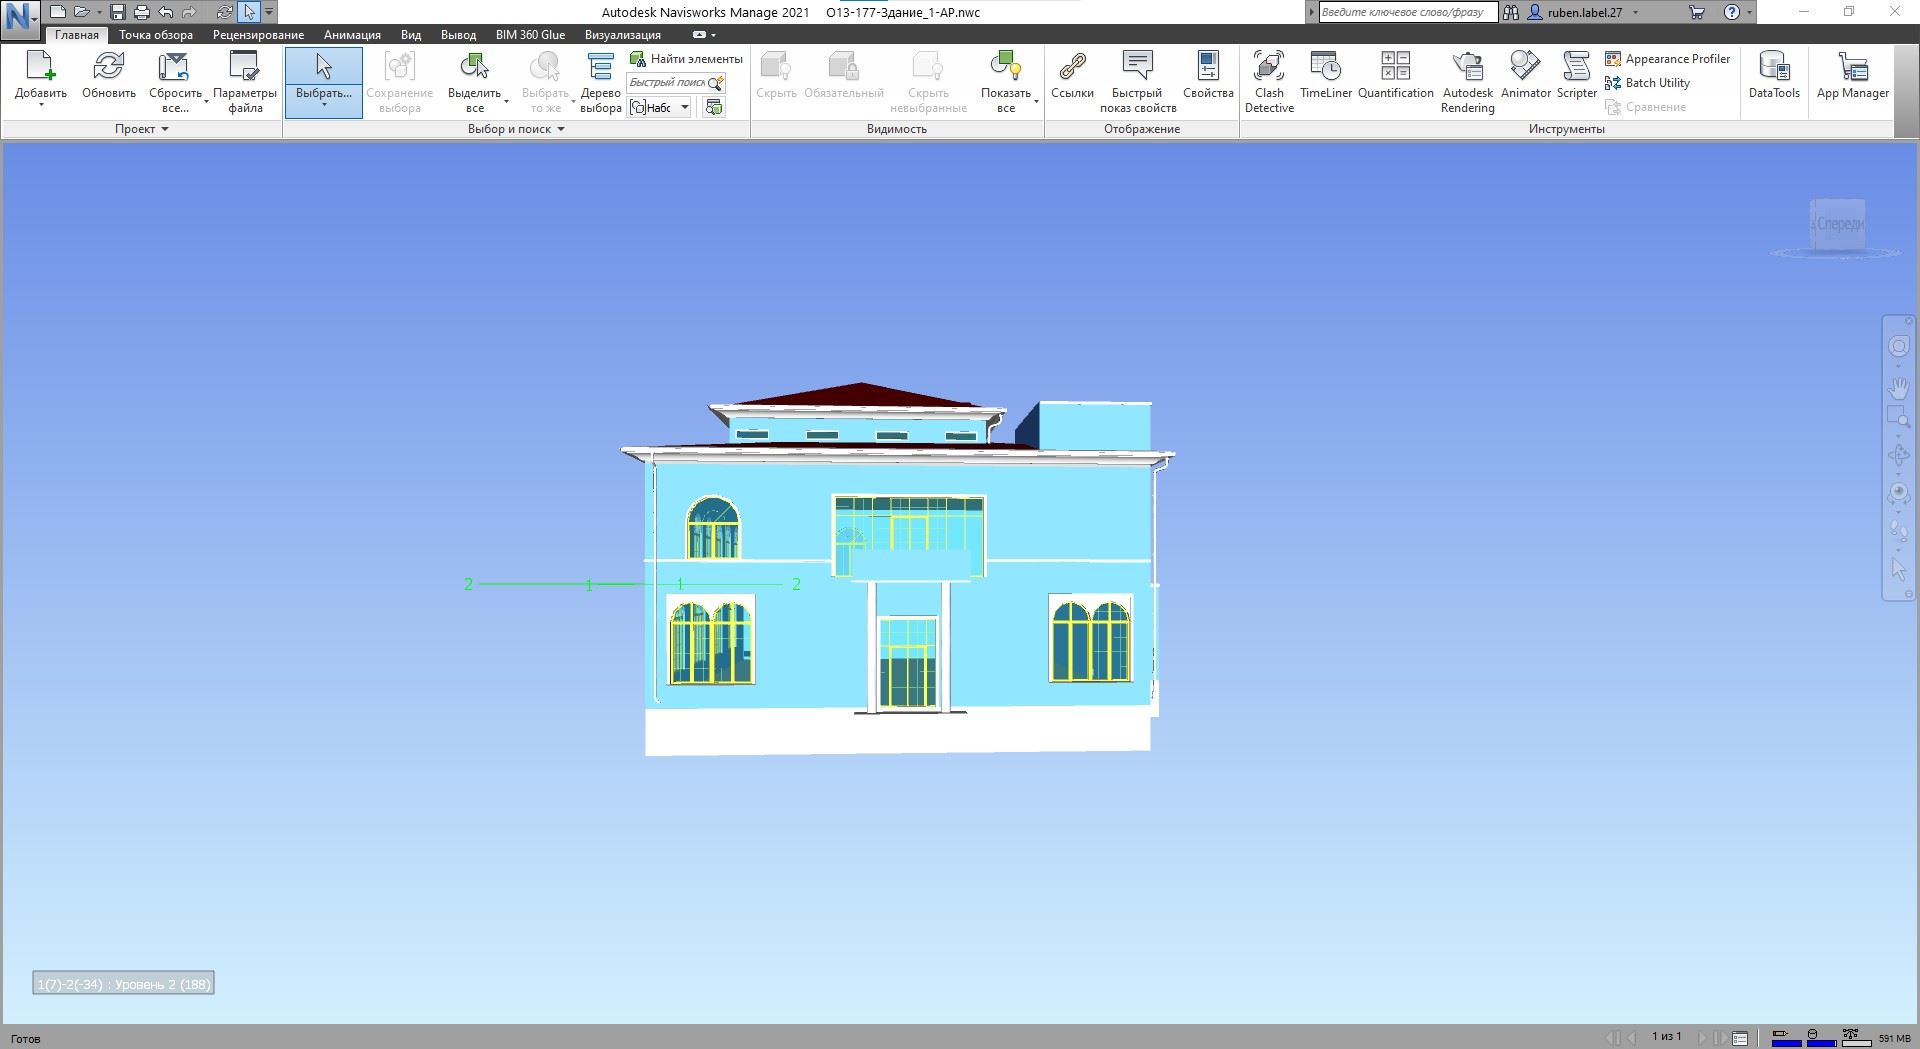 Autodesk Navisworks Manage 2021 О13-177-Здание_1-АР.nwc
Введите ключевое слово/фразу
ruben.label.27
Главная Точка обзора Рецензирование Анимация Вид Вывод BIM 360 Glue Визуализация
Добавить
Обновить
Сбросить
все...
Параметры
файла
Проект
Выбрать...
Сохранение
выбора
Выделить
все
Выбрать
то же
Дерево
выбора
Найти элементы
Быстрый поиск
Набс
Выбор и поиск
Скрыть
Обязательный
Скрыть
невыбранные
Показать
все
Видимость
Ссылки
Быстрый
показ свойств
Свойства
Отображение
Clash
Detective
TimeLiner
Quantification
Autodesk
Rendering
Animator
Scripter
Appearance Profiler
Batch Utility
Сравнение
Инструменты
DataTools
App Manager
Спереди
2 1 1 2
1(7)-2(-34) : Уровень 2 (188)
Готов
1 из 1
591 MB